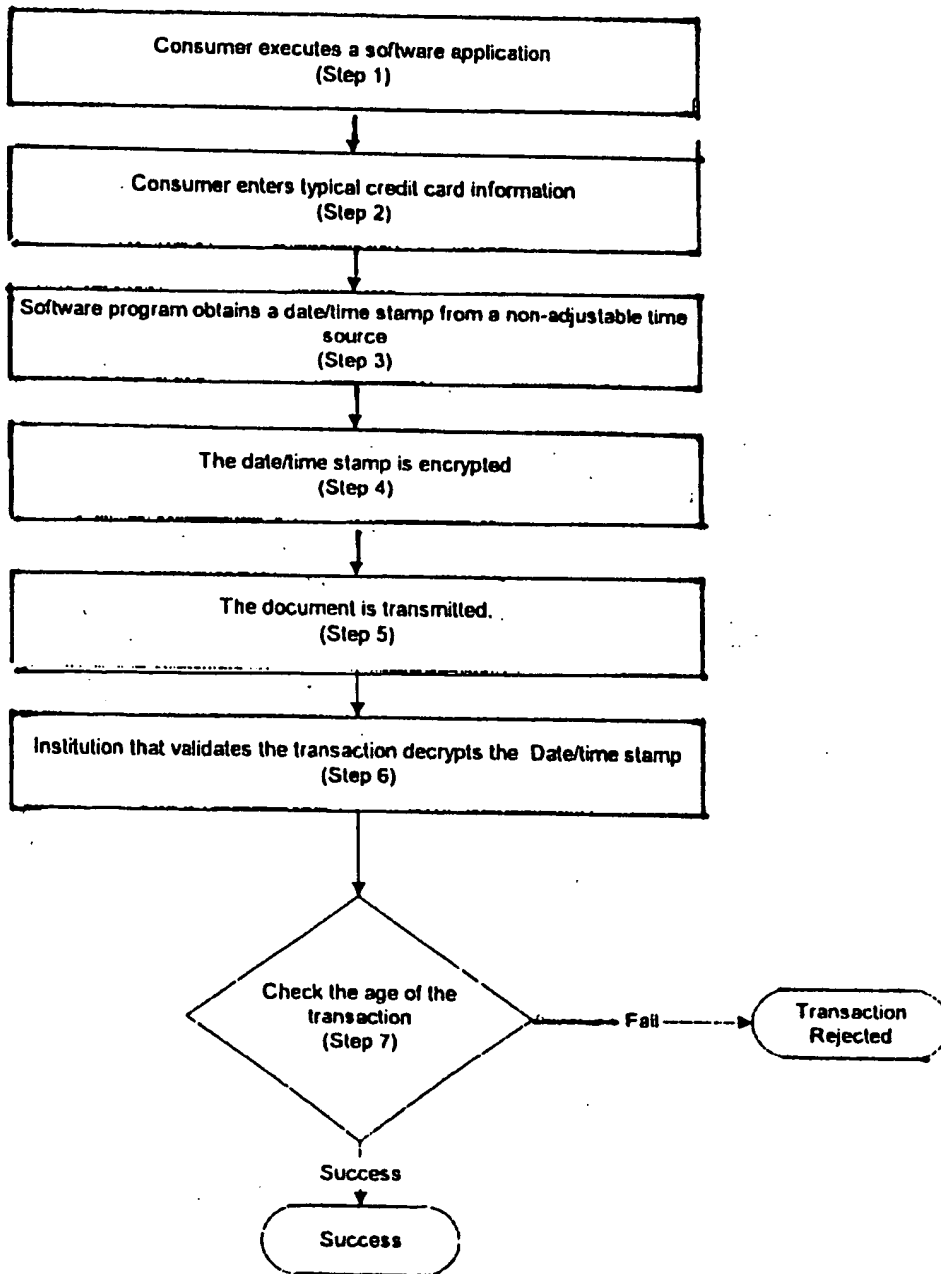 Consumer executes a software application
(Step 1)
Consumer enters typical credit card information
(Step 2)
Software program obtains a date/time stamp from a non-adjustable time
source
(Step 3)
The date/time stamp is encrypted
(Step 4)
The document is transmitted.
(Step 5)
Institution that validates the transaction decrypts the Date/time stamp
(Step 6)
Check the age of the
transaction
(Step 7)
Fail
Transaction
Rejected
Success
Success